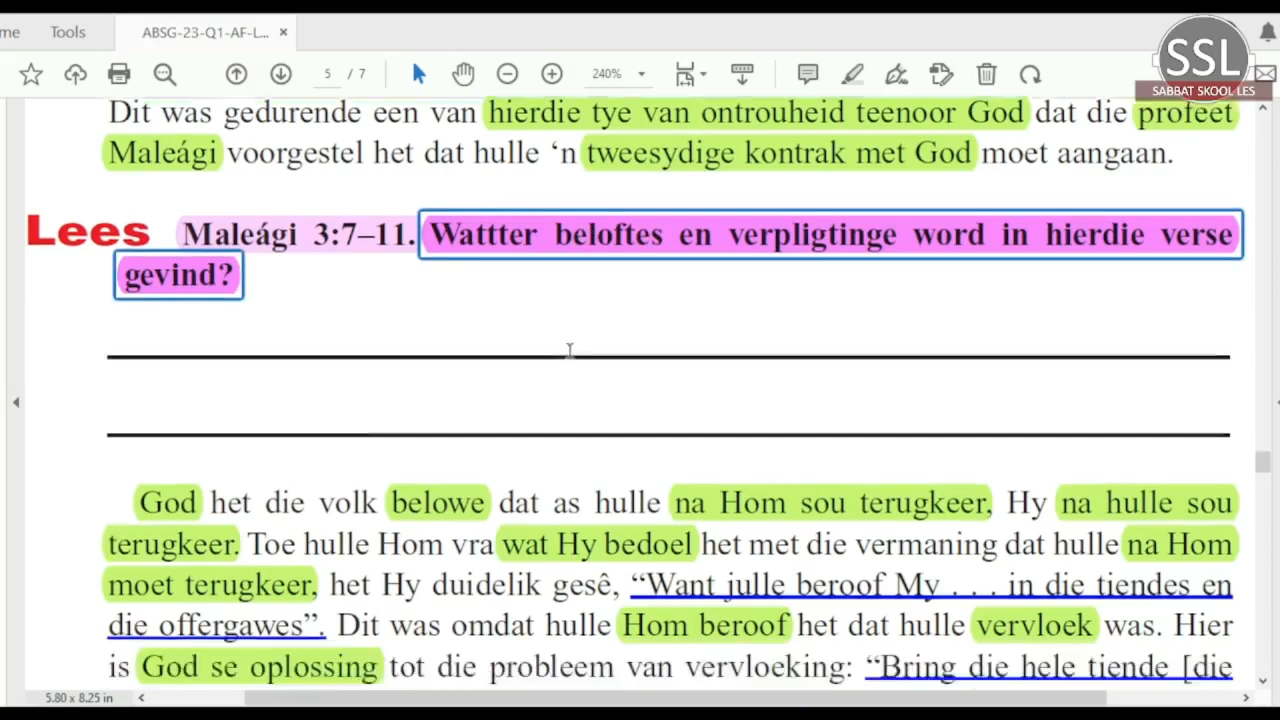 me Tools ABSG-23-Q1-AF-L... ×
5 / 7 240%
SSL
SABBAT SKOOL LES
Dit was gedurende een van hierdie tye van ontrouheid teenoor God dat die profeet
Maleági voorgestel het dat hulle ‘n tweesydige kontrak met God moet aangaan.
Lees Maleági 3:7–11. Wattter beloftes en verpligtinge word in hierdie verse
gevind?
God het die volk belowe dat as hulle na Hom sou terugkeer, Hy na hulle sou
terugkeer. Toe hulle Hom vra wat Hy bedoel het met die vermaning dat hulle na Hom
moet terugkeer, het Hy duidelik gesê, “Want julle beroof My . . . in die tiendes en
die offergawes”. Dit was omdat hulle Hom beroof het dat hulle vervloek was. Hier
is God se oplossing tot die probleem van vervloeking: “Bring die hele tiende [die
5.80 x 8.25 in